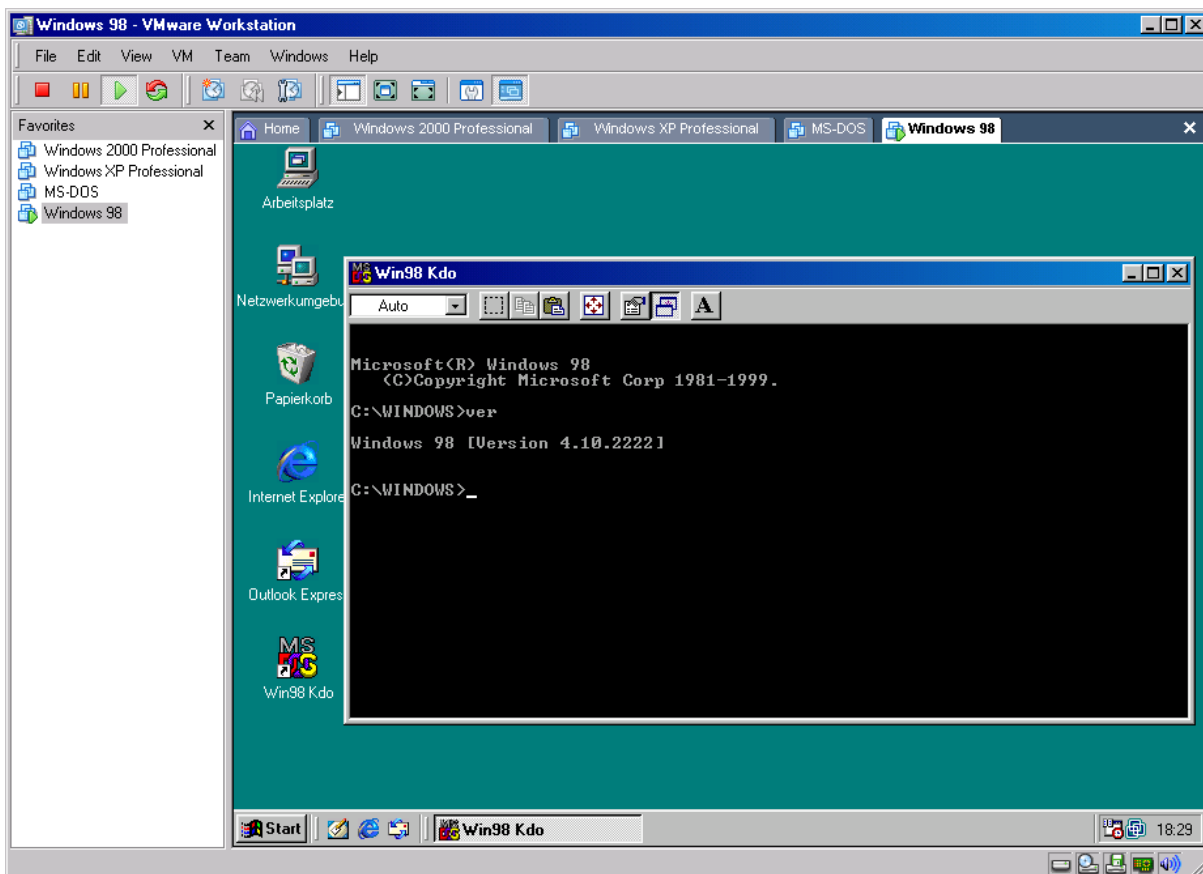 Windows 98 - VMware Workstation
File Edit View VM Team Windows Help
Favorites
Windows 2000 Professional
Windows XP Professional
MS-DOS
Windows 98
Home Windows 2000 Professional Windows XP Professional MS-DOS Windows 98
Arbeitsplatz
Netzwerkumgebu
Papierkorb
Internet Explore
Outlook Expres
MS
Win98 Kdo
Win98 Kdo
Auto
A
Microsoft(R) Windows 98
(C)Copyright Microsoft Corp 1981-1999.
C:\WINDOWS>ver
Windows 98 [Version 4.10.2222]
C:\WINDOWS>_
Start Win98 Kdo 18:29